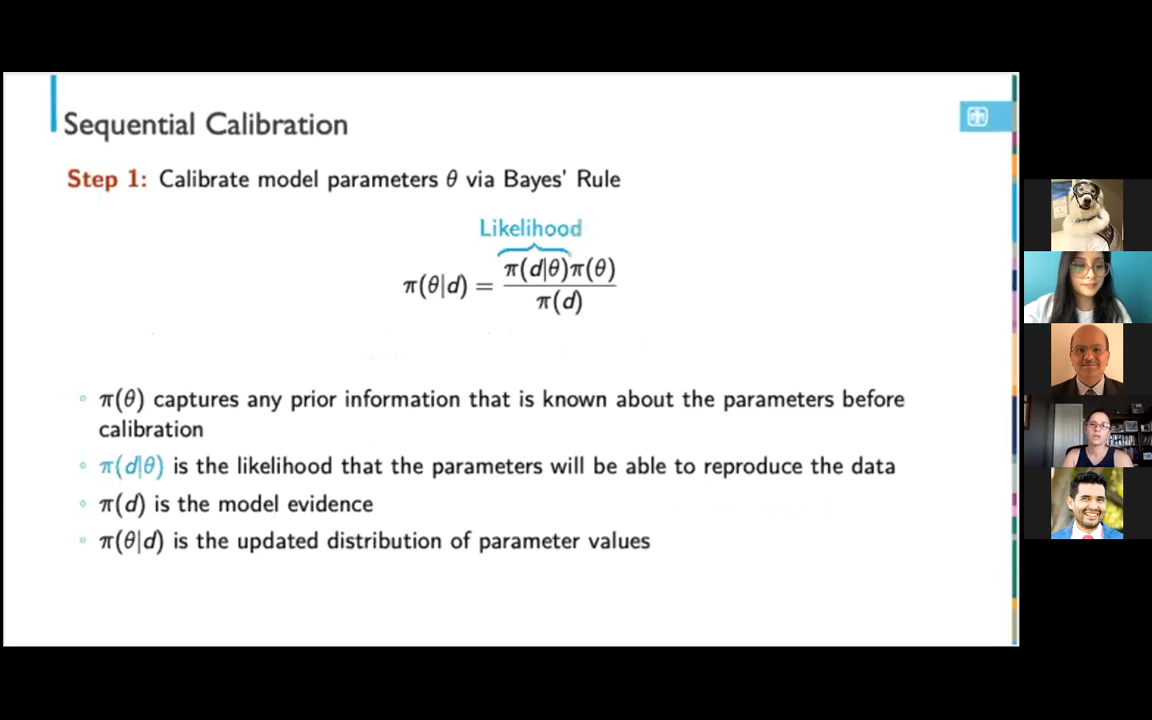 Sequential Calibration
Step 1: Calibrate model parameters θ via Bayes' Rule
Likelihood
π(θ|d) = π(d|θ)π(θ) / π(d)
◦ π(θ) captures any prior information that is known about the parameters before
calibration
◦ π(d|θ) is the likelihood that the parameters will be able to reproduce the data
◦ π(d) is the model evidence
◦ π(θ|d) is the updated distribution of parameter values